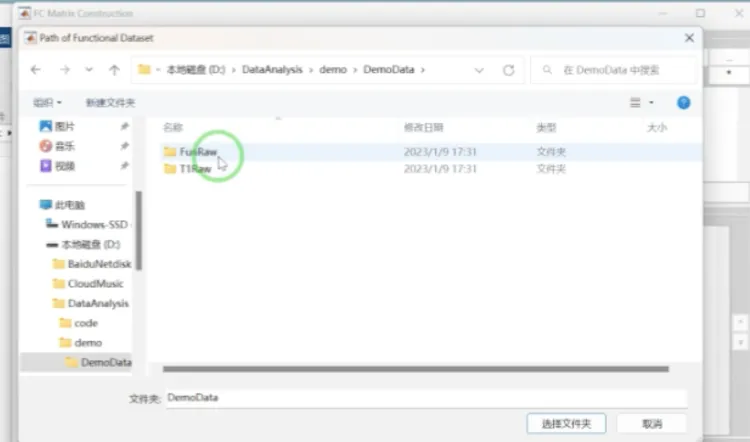 FC Matrix Construction
Path of Functional Dataset
本地磁盘 (D:) › DataAnalysis › demo › DemoData ›
在 DemoData 中搜索
组织
新建文件夹
图
图片
音乐
视频
此电脑
Windows-SSD
本地磁盘 (D:)
BaiduNetdisk
CloudMusic
DataAnalysis
code
demo
DemoData
名称 修改日期 类型 大小
FunRaw 2023/1/9 17:31 文件夹
T1Raw 2023/1/9 17:31 文件夹
文件夹: DemoData
选择文件夹 取消